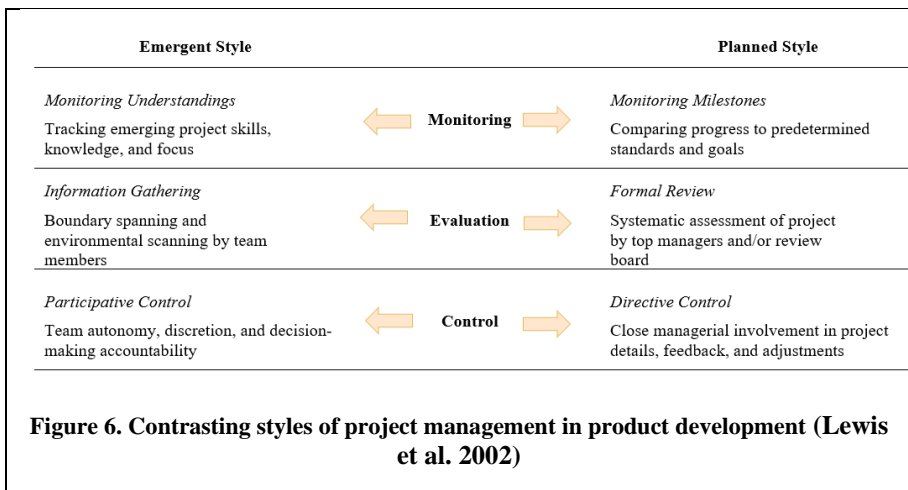 Emergent Style
Planned Style
Monitoring Understandings
Tracking emerging project skills,
knowledge, and focus
Monitoring
Monitoring Milestones
Comparing progress to predetermined
standards and goals
Information Gathering
Boundary spanning and
environmental scanning by team
members
Evaluation
Formal Review
Systematic assessment of project
by top managers and/or review
board
Participative Control
Team autonomy, discretion, and decision-
making accountability
Control
Directive Control
Close managerial involvement in project
details, feedback, and adjustments
Figure 6. Contrasting styles of project management in product development (Lewis
et al. 2002)